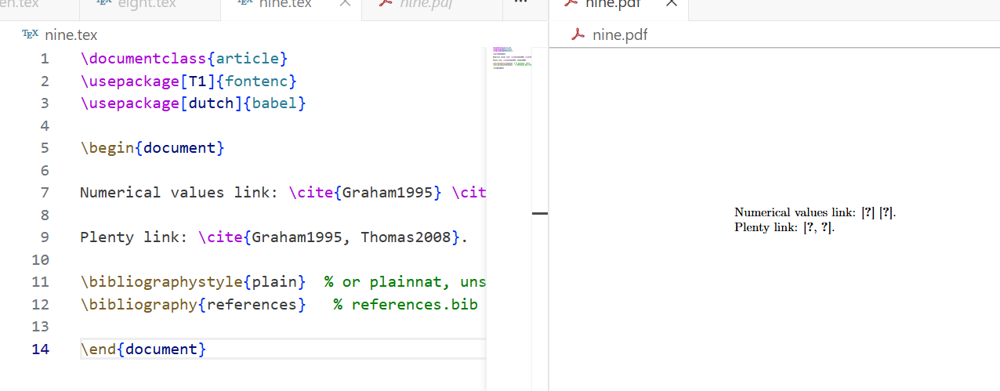 eight.tex
nine.tex
nine.pdf
nine.pdf
TEX nine.tex
nine.pdf
1 \documentclass{article}
2 \usepackage[T1]{fontenc}
3 \usepackage[dutch]{babel}
4
5 \begin{document}
6
7 Numerical values link: \cite{Graham1995} \cit
8
9 Plenty link: \cite{Graham1995, Thomas2008}.
10
11 \bibliographystyle{plain}  % or plainnat, uns
12 \bibliography{references}   % references.bib
13
14 \end{document}
Numerical values link: [?] [?].
Plenty link: [?, ?].